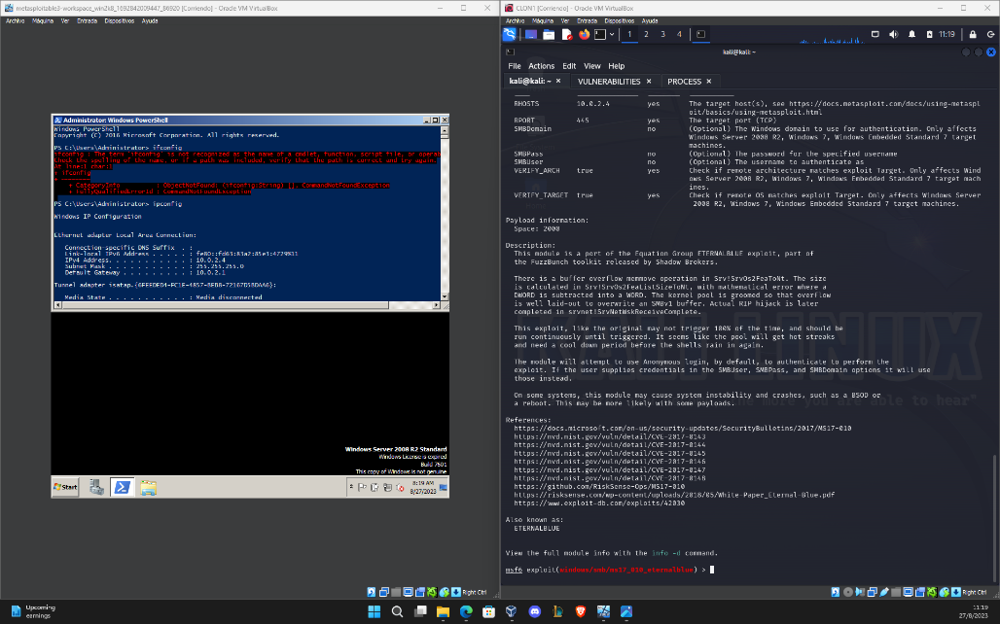 metasploitable3-workspace_win2k8_1692842009447_86920 [Corriendo] - Oracle VM VirtualBox
Archivo Máquina Ver Entrada Dispositivos Ayuda
Administrator: Windows PowerShell
Windows PowerShell
Copyright (C) 2016 Microsoft Corporation. All rights reserved.
PS C:\Users\Administrator> ifconfig
ifconfig : The term 'ifconfig' is not recognized as the name of a cmdlet, function, script file, or operab
Check the spelling of the name, or if a path was included, verify that the path is correct and try again.
At line:1 char:1
+ ifconfig
+ ~~~~~~~~
+ CategoryInfo : ObjectNotFound: (ifconfig:String) [], CommandNotFoundException
+ FullyQualifiedErrorId : CommandNotFoundException
PS C:\Users\Administrator> ipconfig
Windows IP Configuration
Ethernet adapter Local Area Connection:
Connection-specific DNS Suffix . :
Link-local IPv6 Address . . . . . : fe80::fd63:83a2:85e3:4729%11
IPv4 Address. . . . . . . . . . . : 10.0.2.4
Subnet Mask . . . . . . . . . . . : 255.255.255.0
Default Gateway . . . . . . . . . : 10.0.2.1
Tunnel adapter
Media State . . . . . . . . . . . : Media disconnected
Windows Server 2008 R2 Standard
Windows License is expired
Build 7601
This copy of Windows is not genuine
Start
8:19 AM
8/27/2023
Right Ctrl
CLON1 [Corriendo] - Oracle VM VirtualBox
Archivo Máquina Ver Entrada Dispositivos Ayuda
1 2 3 4
11:19
kali@kali: ~
File Actions Edit View Help
kali@kali: ~ × VULNERABILITIES × PROCESS ×
RHOSTS 10.0.2.4 yes The target host(s), see https://docs.metasploit.com/docs/using-metaspl
oit/basics/using-metasploit.html
RPORT 445 yes The target port (TCP)
SMBDomain no (Optional) The Windows domain to use for authentication. Only affects
Windows Server 2008 R2, Windows 7, Windows Embedded Standard 7 target
machines.
SMBPass no (Optional) The password for the specified username
SMBUser no (Optional) The username to authenticate as
VERIFY_ARCH true yes Check if remote architecture matches exploit Target. Only affects Wind
ows Server 2008 R2, Windows 7, Windows Embedded Standard 7 target mach
ines.
VERIFY_TARGET true yes Check if remote OS matches exploit Target. Only affects Windows Server
2008 R2, Windows 7, Windows Embedded Standard 7 target machines.
Payload information:
Space: 2000
Description:
This module is a port of the Equation Group ETERNALBLUE exploit, part of
the FuzzBunch toolkit released by Shadow Brokers.
There is a buffer overflow memmove operation in Srv!SrvOs2FeaToNt. The size
is calculated in Srv!SrvOs2FeaListSizeToNt, with mathematical error where a
DWORD is subtracted into a WORD. The kernel pool is groomed so that overflow
is well laid-out to overwrite an SMBv1 buffer. Actual RIP hijack is later
completed in srvnet!SrvNetWskReceiveComplete.
This exploit, like the original may not trigger 100% of the time, and should be
run continuously until triggered. It seems like the pool will get hot streaks
and need a cool down period before the shells rain in again.
The module will attempt to use Anonymous login, by default, to authenticate to perform the
exploit. If the user supplies credentials in the SMBUser, SMBPass, and SMBDomain options it will use
those instead.
On some systems, this module may cause system instability and crashes, such as a BSOD or
a reboot. This may be more likely with some payloads.
References:
https://docs.microsoft.com/en-us/security-updates/SecurityBulletins/2017/MS17-010
https://nvd.nist.gov/vuln/detail/CVE-2017-0143
https://nvd.nist.gov/vuln/detail/CVE-2017-0144
https://nvd.nist.gov/vuln/detail/CVE-2017-0145
https://nvd.nist.gov/vuln/detail/CVE-2017-0146
https://nvd.nist.gov/vuln/detail/CVE-2017-0147
https://nvd.nist.gov/vuln/detail/CVE-2017-0148
https://github.com/RiskSense-Ops/MS17-010
https://risksense.com/wp-content/uploads/2018/05/White-Paper_Eternal-Blue.pdf
https://www.exploit-db.com/exploits/42030
Also known as:
ETERNALBLUE
View the full module info with the info -d command.
msf6 exploit(windows/smb/ms17_010_eternalblue) >
Right Ctrl
Upcoming
earnings
11:19
27/8/2023